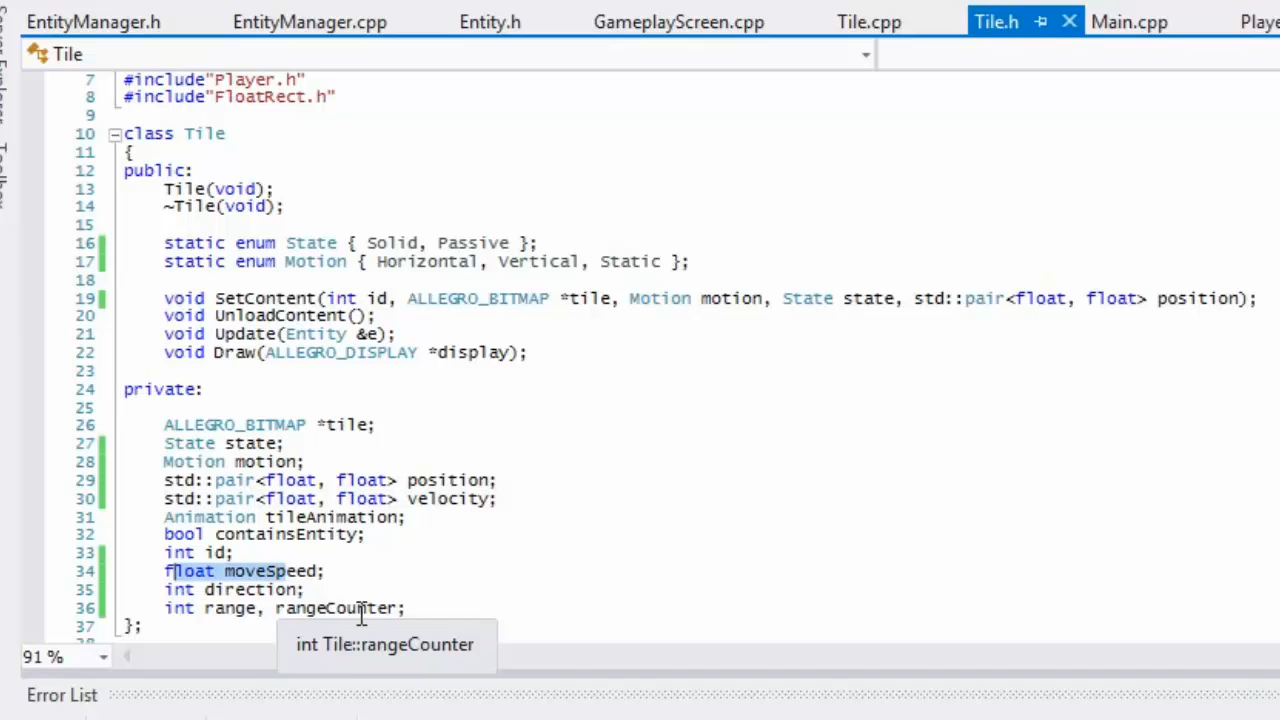 EntityManager.h EntityManager.cpp Entity.h GameplayScreen.cpp Tile.cpp Tile.h Main.cpp
Server Explorer
Toolbox
Tile
7 #include"Player.h"
8 #include"FloatRect.h"
9
10 class Tile
11 {
12 public:
13 Tile(void);
14 ~Tile(void);
15
16 static enum State { Solid, Passive };
17 static enum Motion { Horizontal, Vertical, Static };
18
19 void SetContent(int id, ALLEGRO_BITMAP *tile, Motion motion, State state, std::pair<float, float> position);
20 void UnloadContent();
21 void Update(Entity &e);
22 void Draw(ALLEGRO_DISPLAY *display);
23
24 private:
25
26 ALLEGRO_BITMAP *tile;
27 State state;
28 Motion motion;
29 std::pair<float, float> position;
30 std::pair<float, float> velocity;
31 Animation tileAnimation;
32 bool containsEntity;
33 int id;
34 float moveSpeed;
35 int direction;
36 int range, rangeCounter;
37 };
int Tile::rangeCounter
91 %
Error List